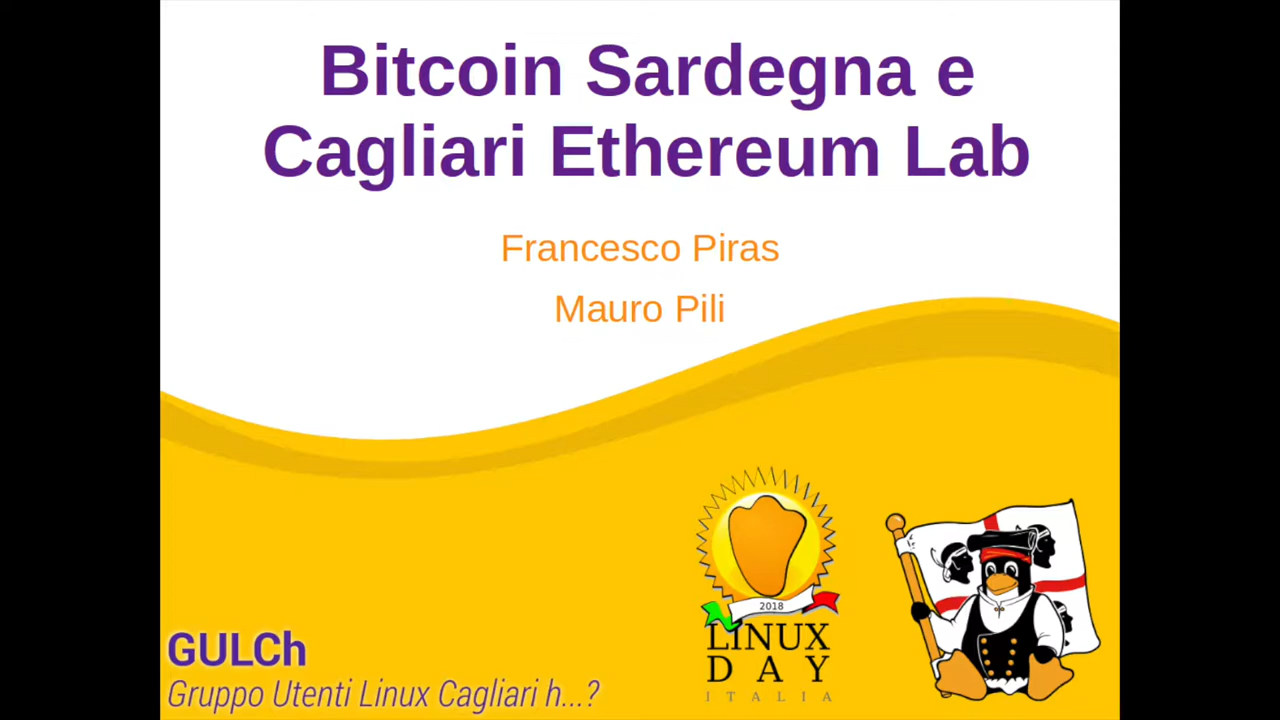 Bitcoin Sardegna e
Cagliari Ethereum Lab
Francesco Piras
Mauro Pili
2018
LINUX
DAY
ITALIA
GULCh
Gruppo Utenti Linux Cagliari h...?